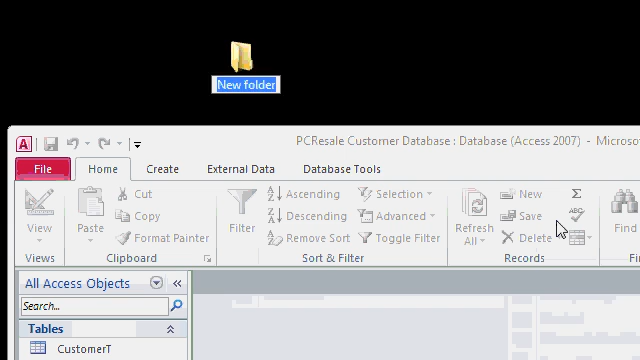 New folder
PCResale Customer Database : Database (Access 2007) - Microso
File Home Create External Data Database Tools
View Paste Cut Copy Format Painter
Filter Ascending Descending Remove Sort Selection Advanced Toggle Filter
Refresh All New Save Delete Σ ABC Find
Views Clipboard Sort & Filter Records Fi
All Access Objects
Search...
Tables
CustomerT